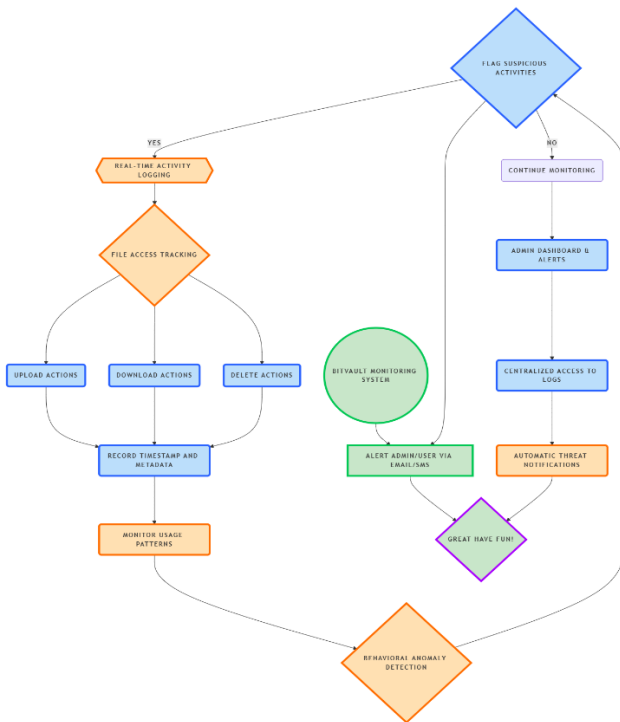 FLAG SUSPICIOUS
ACTIVITIES
YES
NO
REAL-TIME ACTIVITY
LOGGING
CONTINUE MONITORING
FILE ACCESS TRACKING
ADMIN DASHBOARD &
ALERTS
UPLOAD ACTIONS
DOWNLOAD ACTIONS
DELETE ACTIONS
BITVAULT MONITORING
SYSTEM
CENTRALIZED ACCESS TO
LOGS
RECORD TIMESTAMP AND
METADATA
ALERT ADMIN/USER VIA
EMAIL/SMS
AUTOMATIC THREAT
NOTIFICATIONS
MONITOR USAGE
PATTERNS
GREAT HAVE FUN!
BEHAVIORAL ANOMALY
DETECTION